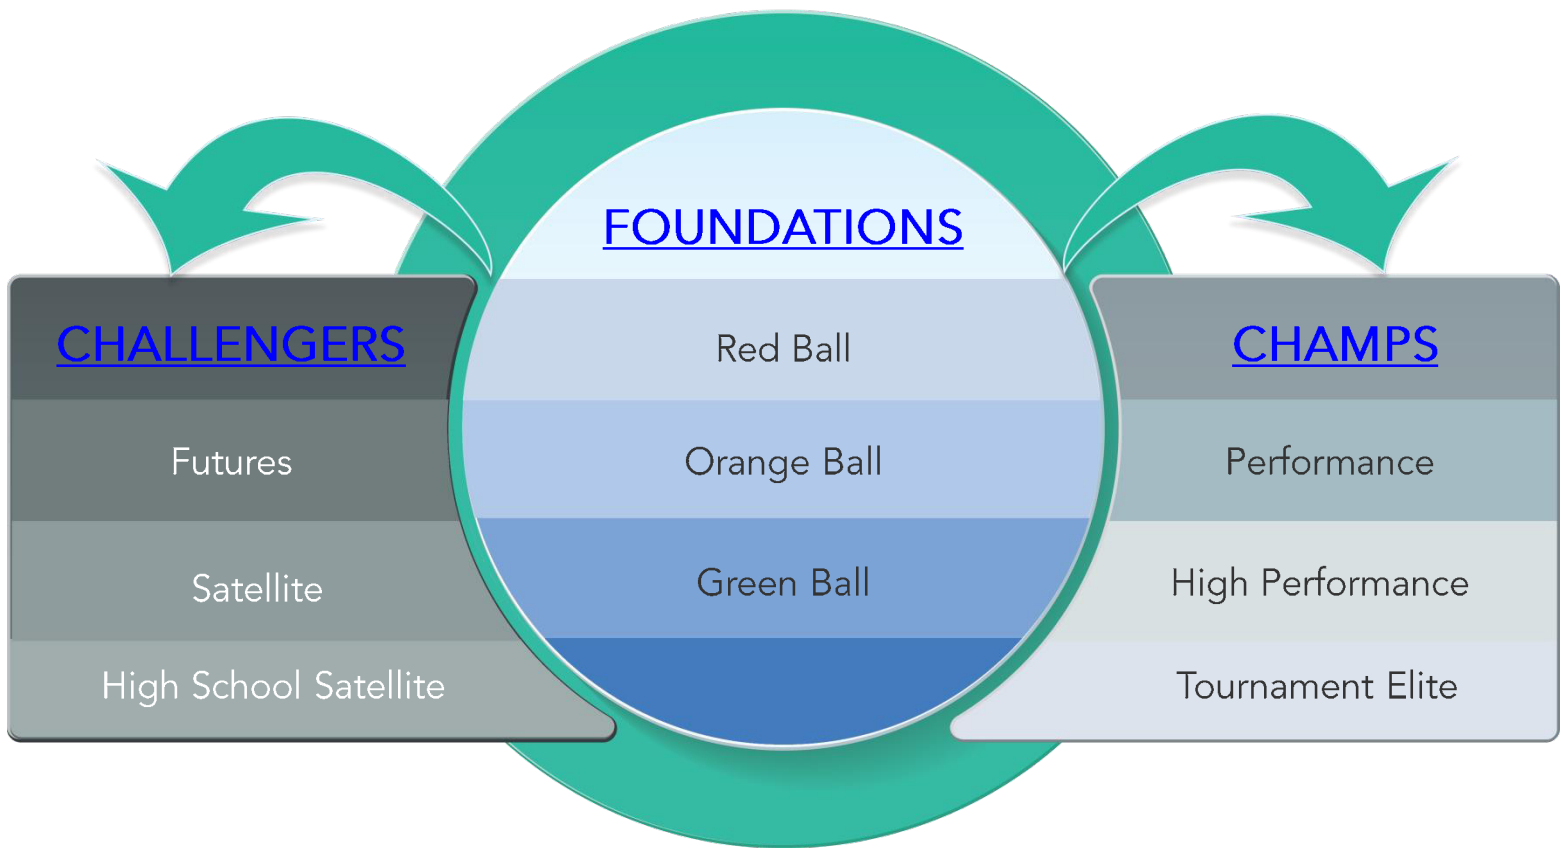 FOUNDATIONS
Red Ball
Orange Ball
Green Ball
CHALLENGERS
Futures
Satellite
High School Satellite
CHAMPS
Performance
High Performance
Tournament Elite